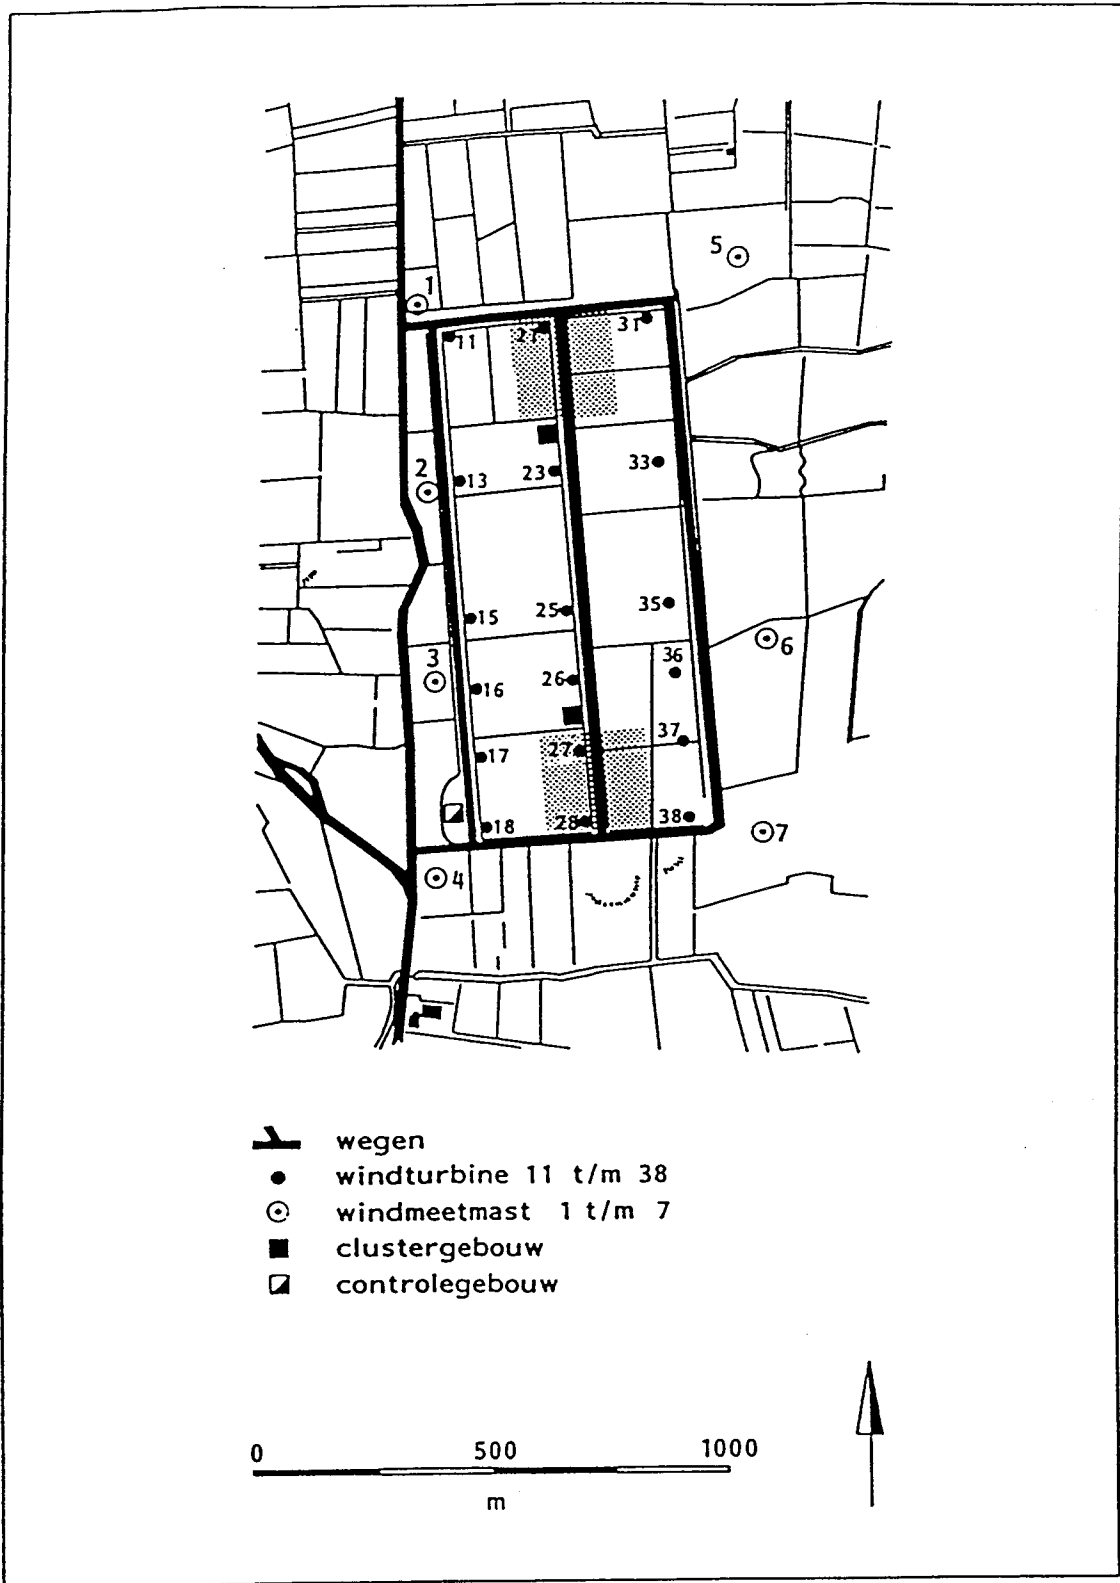 5
1
11 21 31
2
13 23 33
15 25 35
3 6
16 26 36
17 27 37
18 28 38
4 7
wegen
windturbine 11 t/m 38
windmeetmast 1 t/m 7
clustergebouw
controlegebouw
0 500 1000
m